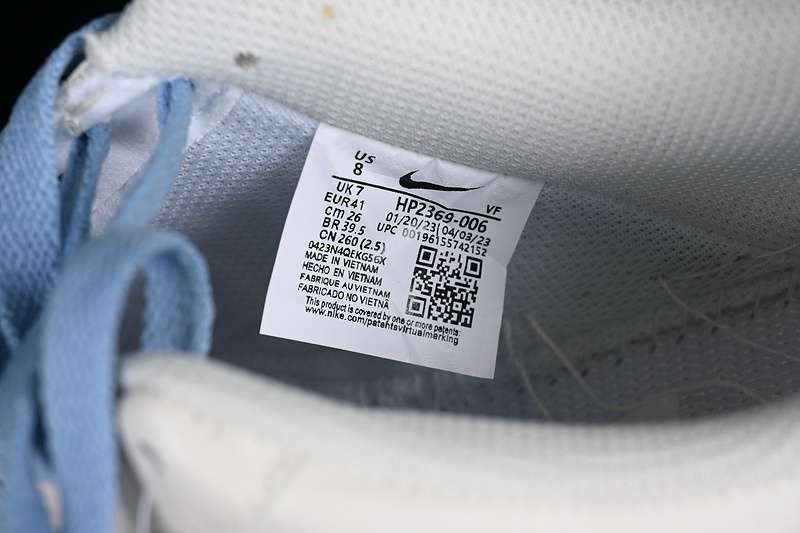 US
8
UK 7
EUR 41
cm 26
BR 39,5
CN 260 (2.5)
VF
HP2369-006
01/20/23 04/03/23
UPC 00196155742152
0423N4QEKG56X
MADE IN VIETNAM
HECHO EN VIETNAM
FABRIQUE AU VIETNAM
FABRICADO NO VIETNÃ
This product is covered by one or more patents:
www.nike.com/patentsvirtualmarking